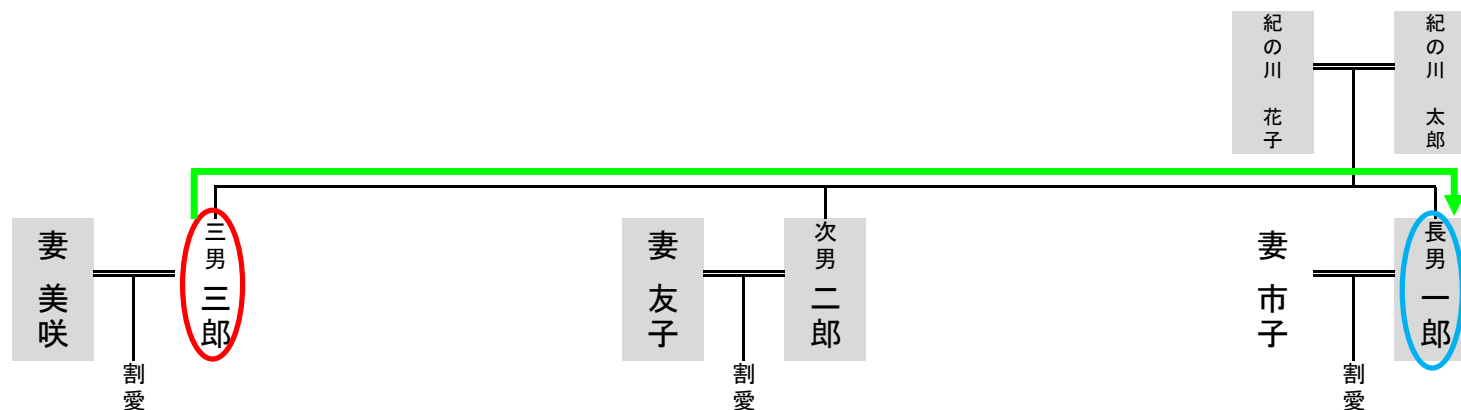 紀の川 太郎
紀の川 花子
長男 一郎
妻 市子
割愛
次男 二郎
妻 友子
割愛
三男 三郎
妻 美咲
割愛